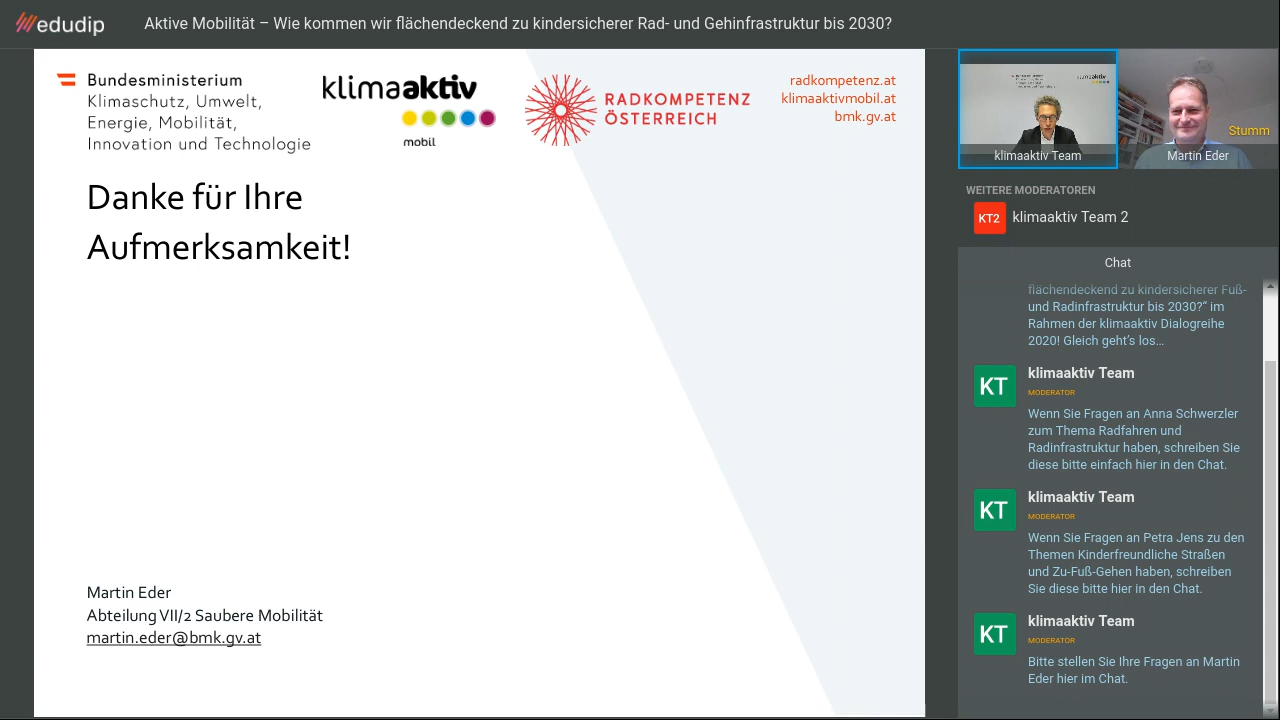 edudip
Aktive Mobilität – Wie kommen wir flächendeckend zu kindersicherer Rad- und Gehinfrastruktur bis 2030?
Bundesministerium
Klimaschutz, Umwelt,
Energie, Mobilität,
Innovation und Technologie
klimaaktiv
mobil
RADKOMPETENZ
ÖSTERREICH
radkompetenz.at
klimaaktivmobil.at
bmk.gv.at
Danke für Ihre
Aufmerksamkeit!
Martin Eder
Abteilung VII/2 Saubere Mobilität
martin.eder@bmk.gv.at
klimaaktiv
klimaaktiv Team
Stumm
Martin Eder
WEITERE MODERATOREN
KT2
klimaaktiv Team 2
Chat
flächendeckend zu kindersicherer Fuß-
und Radinfrastruktur bis 2030?“ im
Rahmen der klimaaktiv Dialogreihe
2020! Gleich geht’s los...
KT
klimaaktiv Team
MODERATOR
Wenn Sie Fragen an Anna Schwerzler
zum Thema Radfahren und
Radinfrastruktur haben, schreiben Sie
diese bitte einfach hier in den Chat.
KT
klimaaktiv Team
MODERATOR
Wenn Sie Fragen an Petra Jens zu den
Themen Kinderfreundliche Straßen
und Zu-Fuß-Gehen haben, schreiben
Sie diese bitte hier in den Chat.
KT
klimaaktiv Team
MODERATOR
Bitte stellen Sie Ihre Fragen an Martin
Eder hier im Chat.